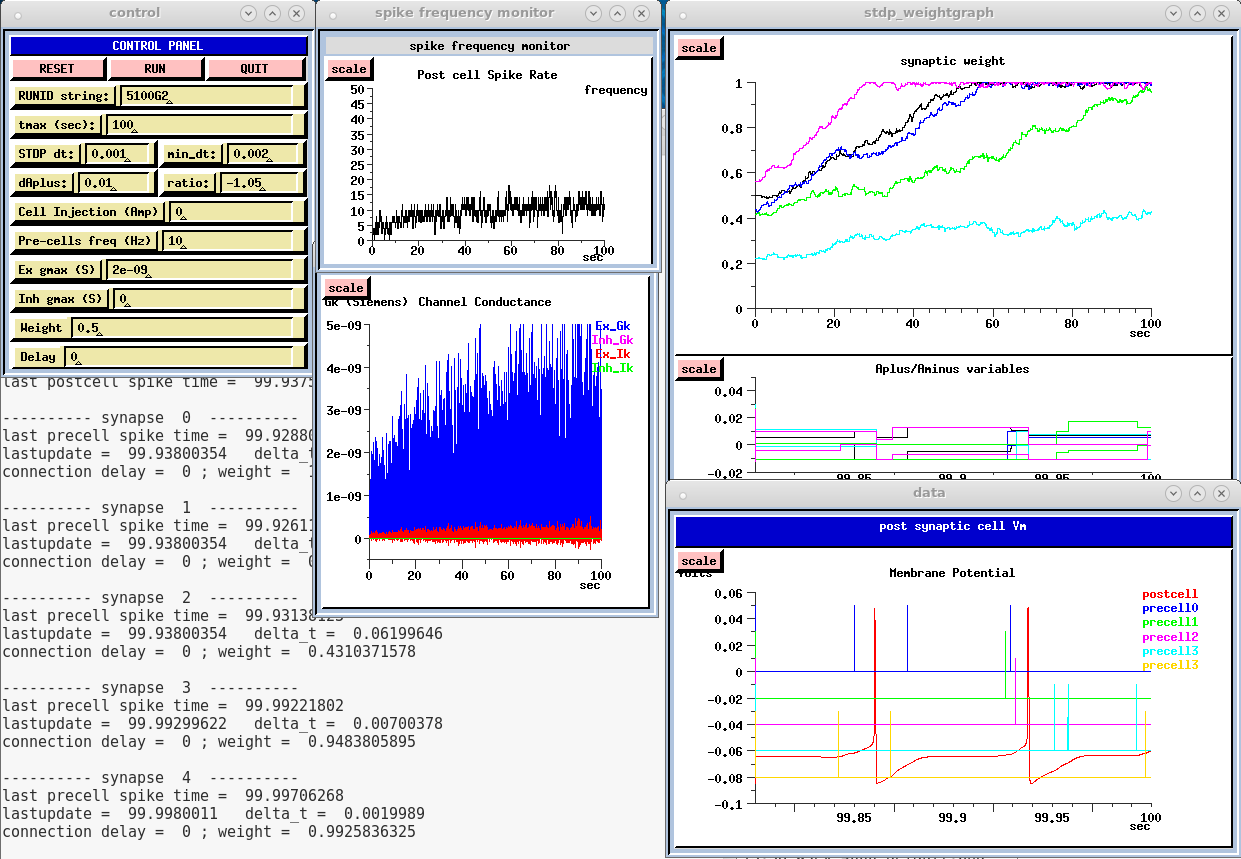 control
CONTROL PANEL
RESET RUN QUIT
RUNID string: 5100G2
tmax (sec): 100
STDP dt: 0.001 min_dt: 0.002
dAplus: 0.01 ratio: -1.05
Cell Injection (Amp) 0
Pre-cells freq (Hz) 10
Ex gmax (S) 2e-09
Inh gmax (S) 0
Weight 0.5
Delay 0
last postcell spike time = 99.9375
---------- synapse 0 ----------
last precell spike time = 99.92880
lastupdate = 99.93800354 delta_t
connection delay = 0 ; weight =
---------- synapse 1 ----------
last precell spike time = 99.92611
lastupdate = 99.93800354 delta_t
connection delay = 0 ; weight =
---------- synapse 2 ----------
last precell spike time = 99.93138123
lastupdate = 99.93800354 delta_t = 0.06199646
connection delay = 0 ; weight = 0.4310371578
---------- synapse 3 ----------
last precell spike time = 99.99221802
lastupdate = 99.99299622 delta_t = 0.00700378
connection delay = 0 ; weight = 0.9483805895
---------- synapse 4 ----------
last precell spike time = 99.99706268
lastupdate = 99.9980011 delta_t = 0.0019989
connection delay = 0 ; weight = 0.9925836325
spike frequency monitor
spike frequency monitor
scale
Post cell Spike Rate
frequency
50
45
40
35
30
25
20
15
10
5
0
0 20 40 60 80 100
sec
scale
Gk (Siemens) Channel Conductance
5e-09
4e-09
3e-09
2e-09
1e-09
0
Ex_Gk
Inh_Gk
Ex_Ik
Inh_Ik
0 20 40 60 80 100
sec
stdp_weightgraph
scale
synaptic weight
1
0.8
0.6
0.4
0.2
0
0 20 40 60 80 100
sec
scale
Aplus/Aminus variables
0.04
0.02
0
-0.02
99.85 99.9 99.95 100
data
post synaptic cell Vm
scale
Volts
Membrane Potential
0.06
0.04
0.02
0
-0.02
-0.04
-0.06
-0.08
-0.1
postcell
precell0
precell1
precell2
precell3
precell3
99.85 99.9 99.95 100
sec